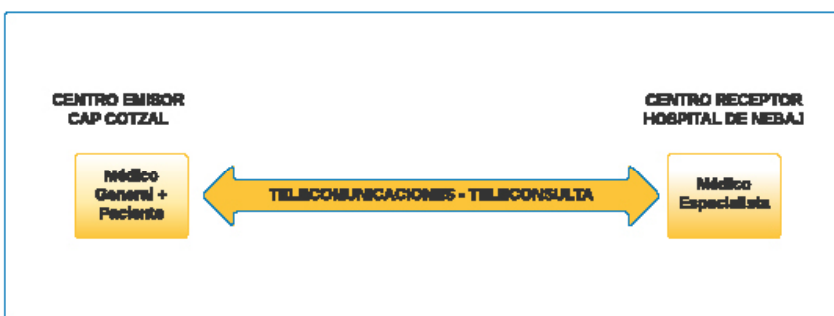 CENTRO EMISOR
CAP COTZAL
CENTRO RECEPTOR
HOSPITAL DE NEBAJ
Médico
General +
Paciente
TELECOMUNICACIONES - TELECONSULTA
Médico
Especialista